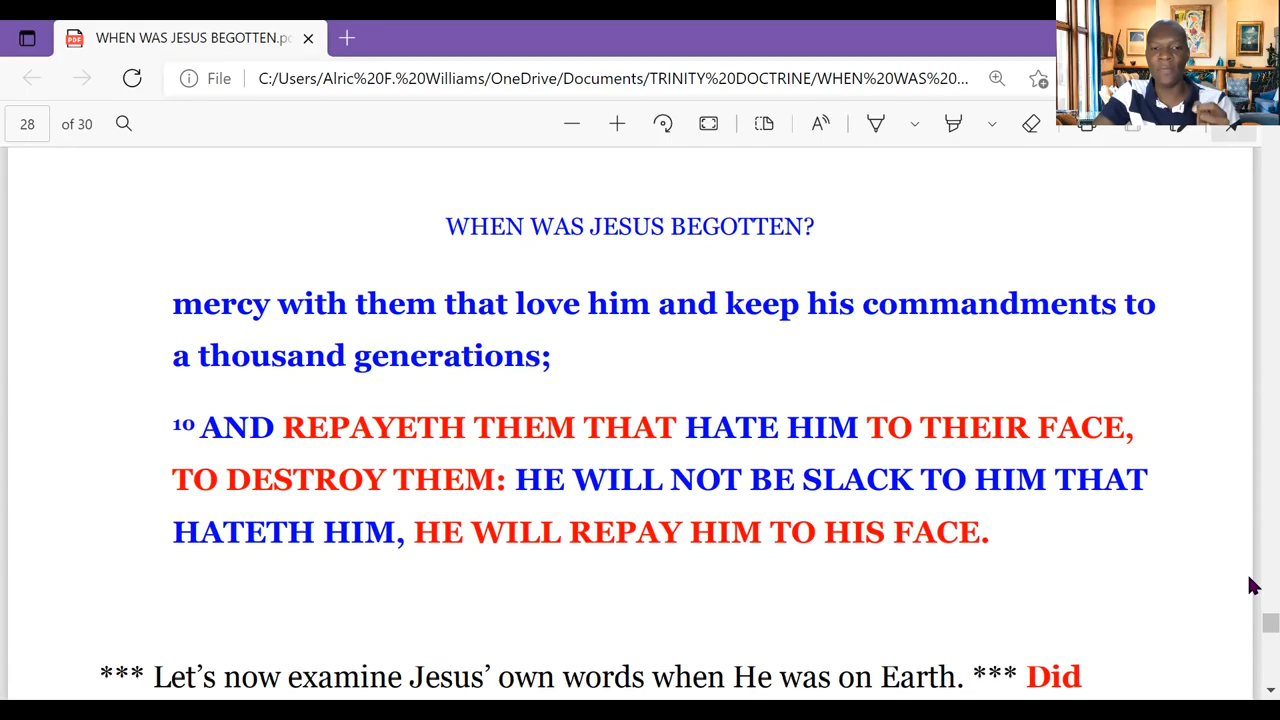 WHEN WAS JESUS BEGOTTEN.pd
File C:/Users/Alric%20F.%20Williams/OneDrive/Documents/TRINITY%20DOCTRINE/WHEN%20WAS%20...
28 of 30
WHEN WAS JESUS BEGOTTEN?
mercy with them that love him and keep his commandments to
a thousand generations;
10 AND REPAYETH THEM THAT HATE HIM TO THEIR FACE,
TO DESTROY THEM: HE WILL NOT BE SLACK TO HIM THAT
HATETH HIM, HE WILL REPAY HIM TO HIS FACE.
*** Let’s now examine Jesus’ own words when He was on Earth. *** Did